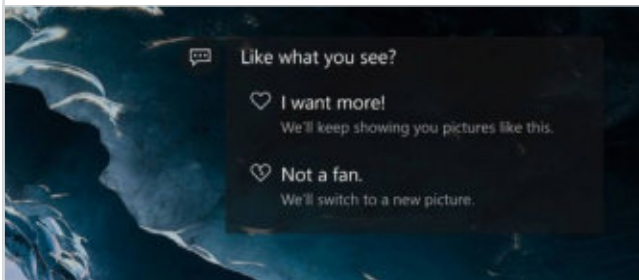 Like what you see?
I want more!
We'll keep showing you pictures like this.
Not a fan.
We'll switch to a new picture.